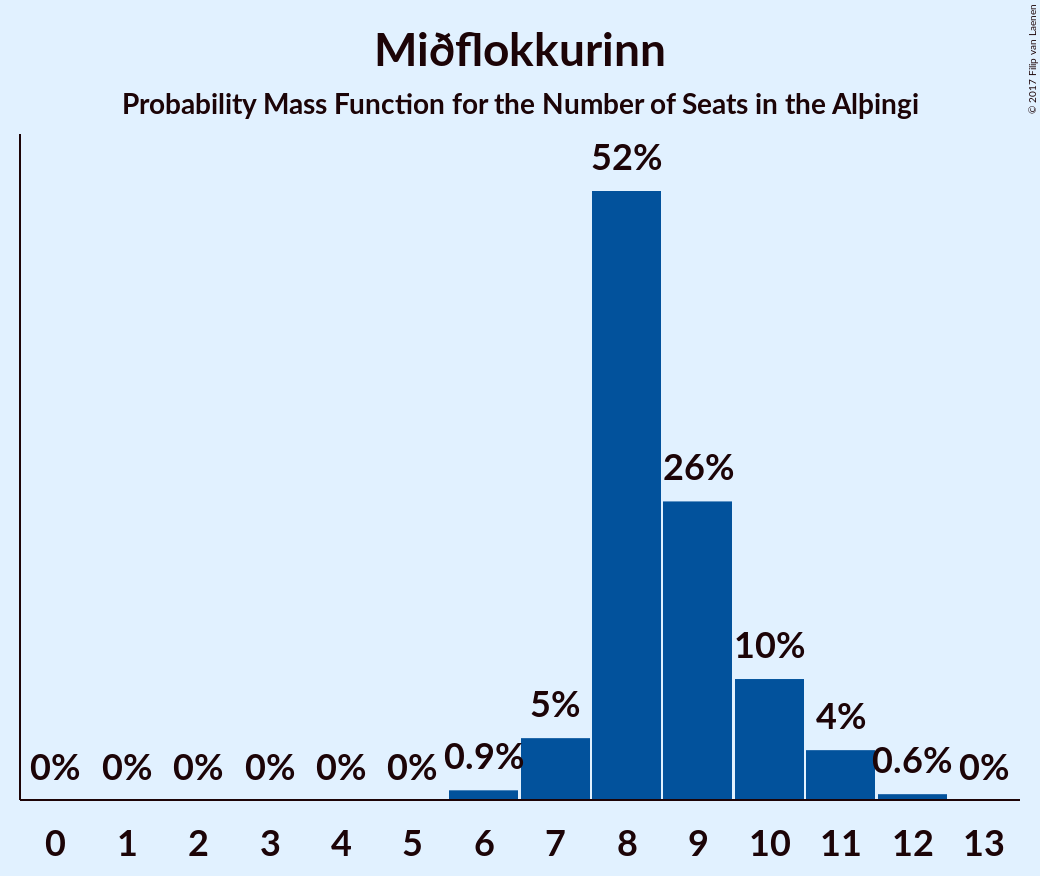 Miðflokkurinn
Probability Mass Function for the Number of Seats in the Alþingi
© 2017 Filip van Laenen
52%
26%
10%
5%
4%
0% 0% 0% 0% 0% 0% 0.9% 0.6% 0%
0 1 2 3 4 5 6 7 8 9 10 11 12 13